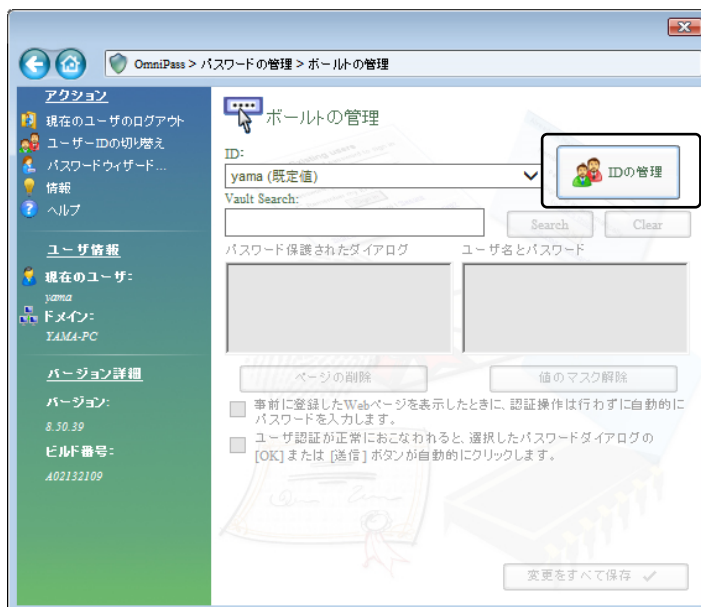 OmniPass > パスワードの管理 > ボールトの管理
アクション
現在のユーザのログアウト
ユーザーIDの切り替え
パスワードウィザード...
情報
ヘルプ
ユーザ情報
現在のユーザ:
yama
ドメイン:
YAMA-PC
バージョン詳細
バージョン:
8.50.39
ビルド番号:
A02132109
ボールトの管理
ID:
yama (既定値)
IDの管理
Vault Search:
Search Clear
パスワード保護されたダイアログ ユーザ名とパスワード
ページの削除 値のマスク解除
事前に登録したWebページを表示したときに、認証操作は行わずに自動的に
パスワードを入力します。
ユーザ認証が正常におこなわれると、選択したパスワードダイアログの
[OK] または [送信] ボタンが自動的にクリックします。
変更をすべて保存